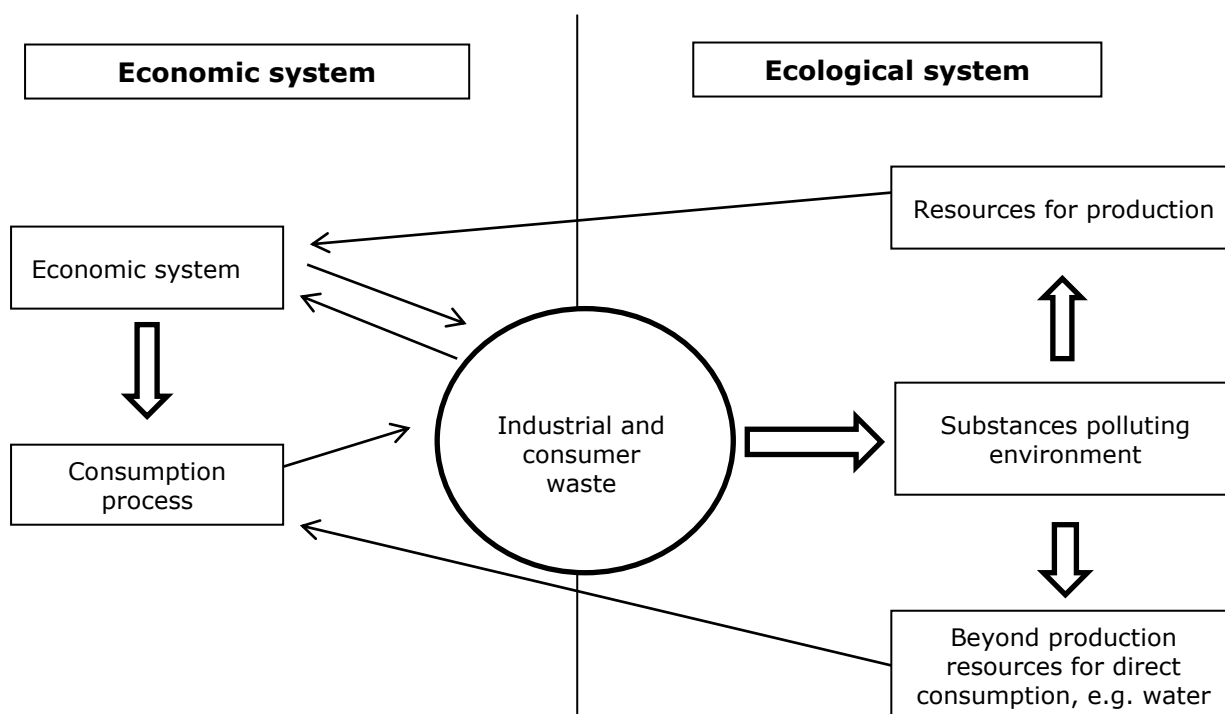 Economic system
Ecological system
Resources for production
Economic system
Industrial and
consumer
waste
Substances polluting
environment
Consumption
process
Beyond production
resources for direct
consumption, e.g. water